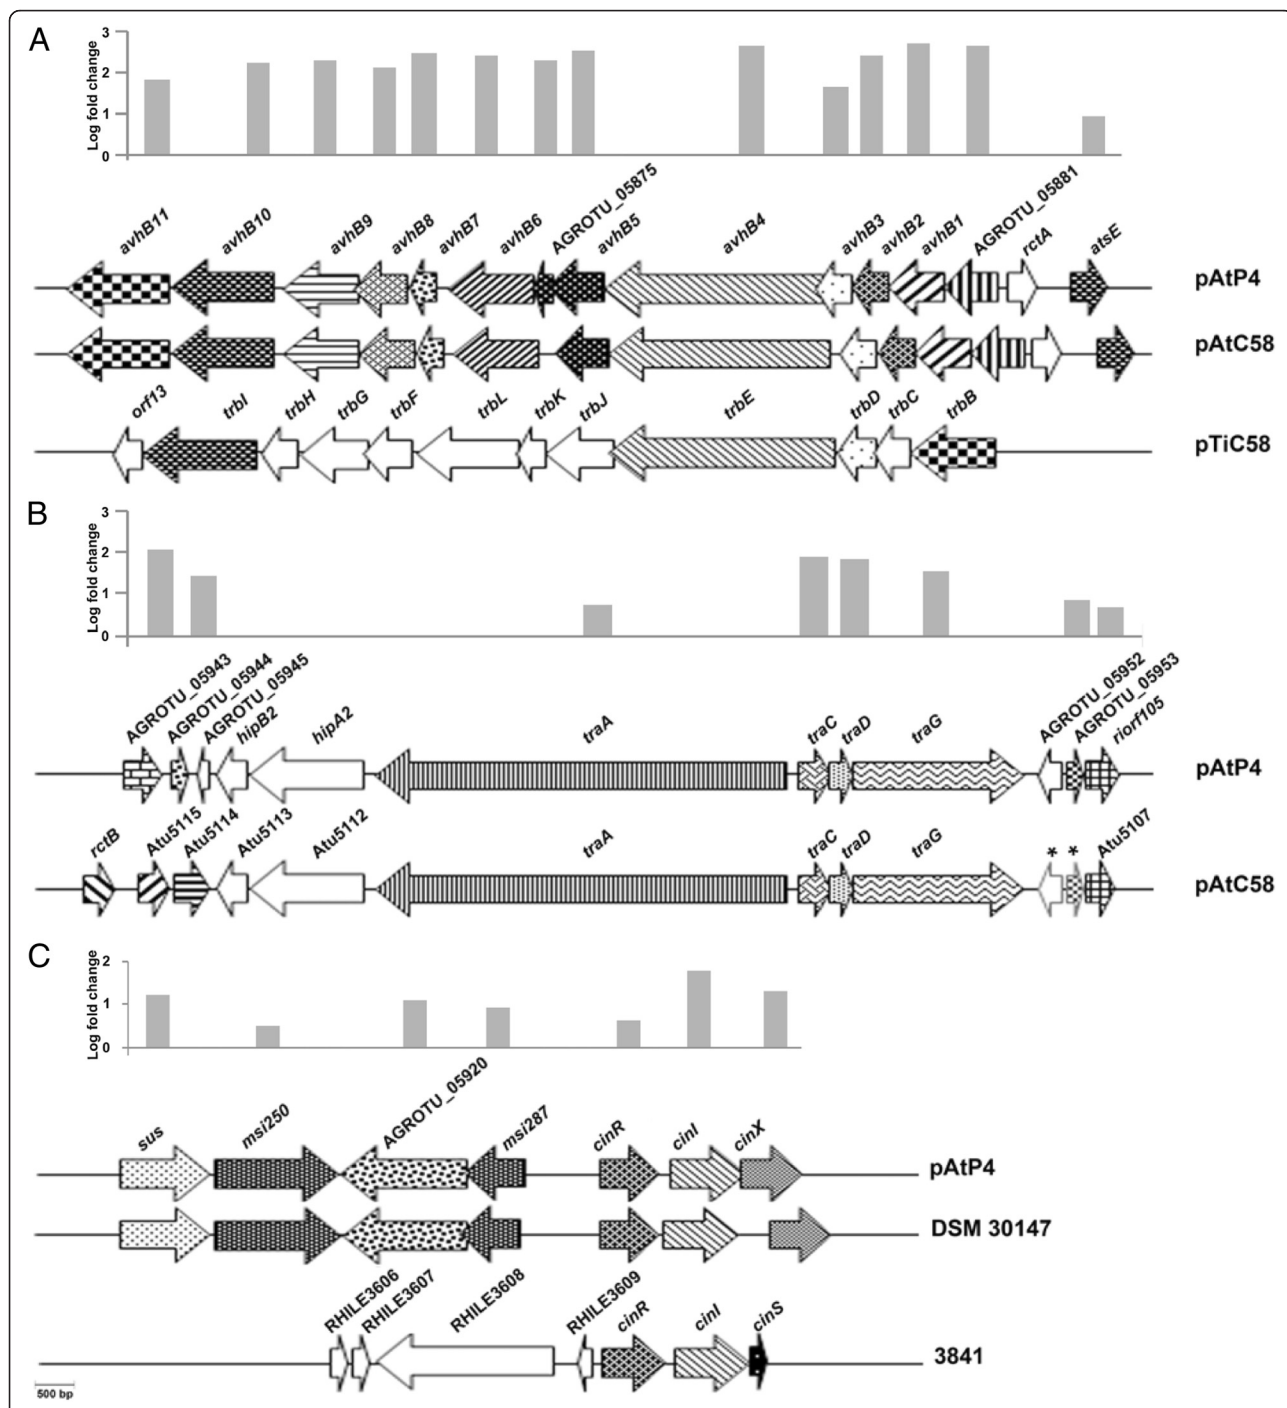 A
Log fold change
3
2
1
0
avhB11 avhB10 avhB9 avhB8 avhB7 avhB6 AGROTU_05875 avhB5 avhB4 avhB3 avhB2 avhB1 AGROTU_05881 rctA atsE
pAtP4
pAtC58
orf13 trbI trbH trbG trbF trbL trbK trbJ trbE trbD trbC trbB
pTiC58
B
Log fold change
3
2
1
0
AGROTU_05943 AGROTU_05944 AGROTU_05945 hipB2 hipA2 traA traC traD traG AGROTU_05952 AGROTU_05953 riorf105
pAtP4
rctB Atu5115 Atu5114 Atu5113 Atu5112 traA traC traD traG * * Atu5107
pAtC58
C
Log fold change
2
1
0
sus msi250 AGROTU_05920 msi287 cinR cinI cinX
pAtP4
DSM 30147
RHILE3606 RHILE3607 RHILE3608 RHILE3609 cinR cinI cinS
3841
500 bp